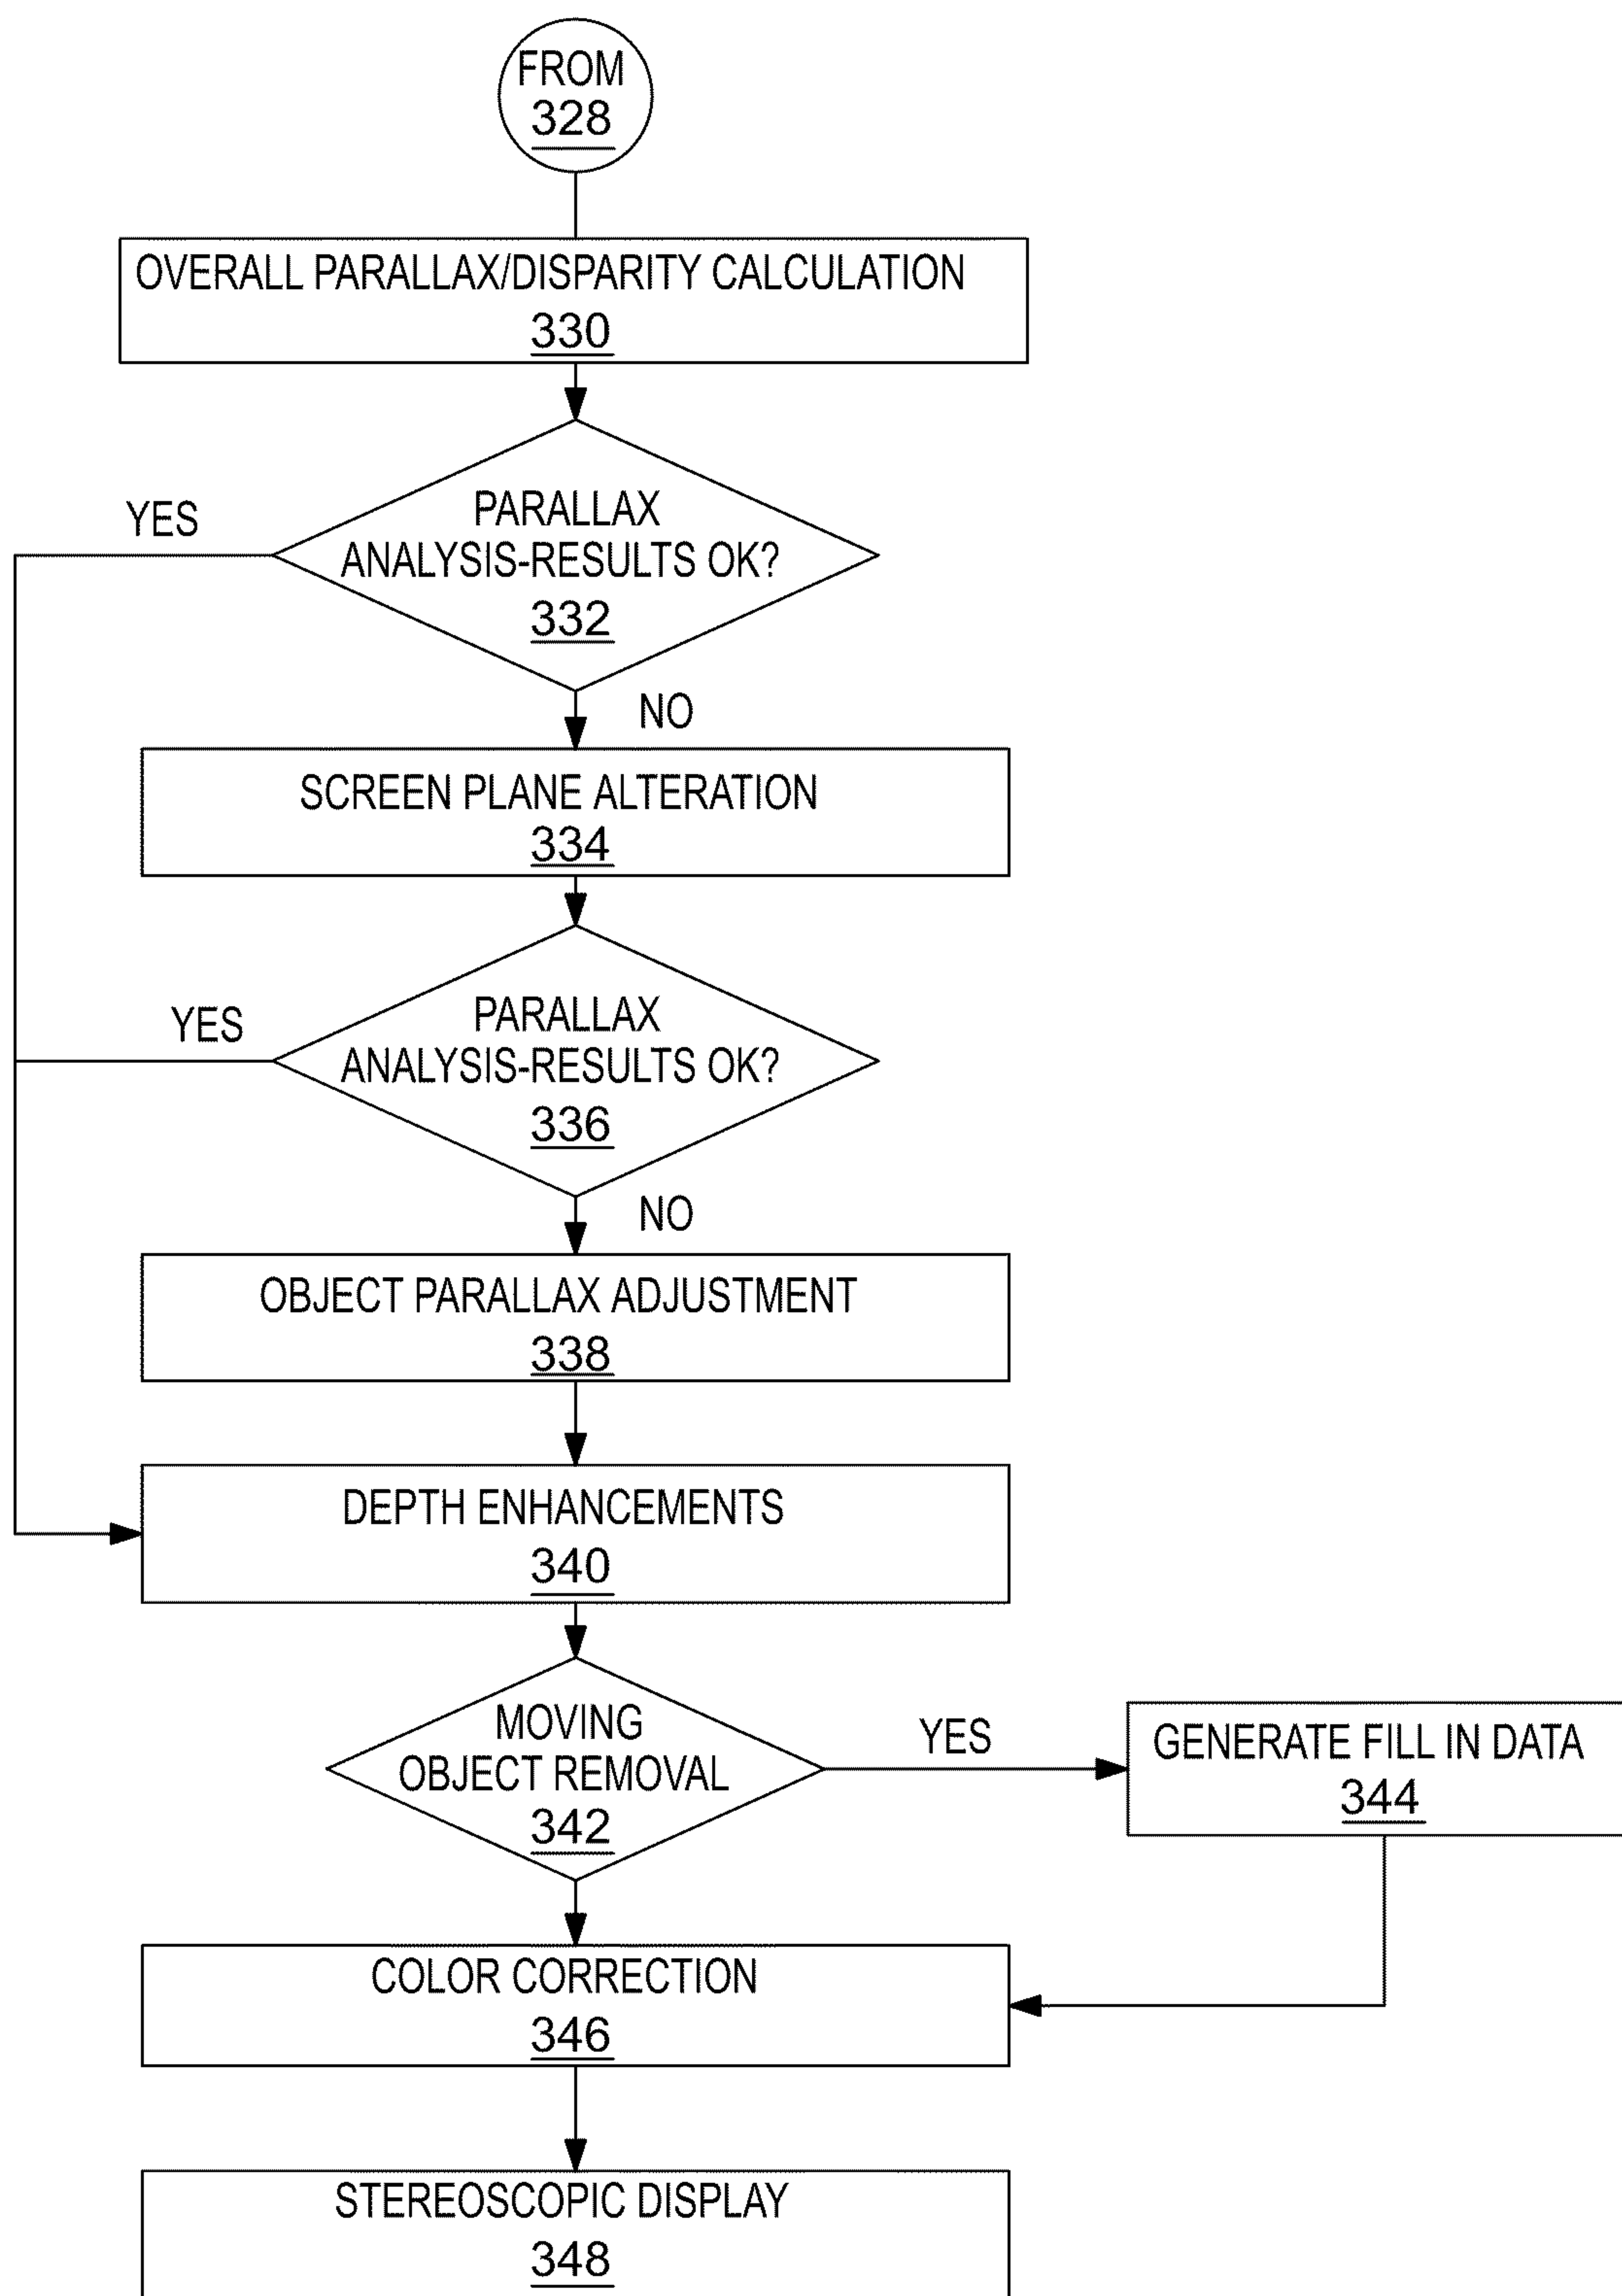 FROM
328
OVERALL PARALLAX/DISPARITY CALCULATION
330
YES
PARALLAX
ANALYSIS-RESULTS OK?
332
NO
SCREEN PLANE ALTERATION
334
YES
PARALLAX
ANALYSIS-RESULTS OK?
336
NO
OBJECT PARALLAX ADJUSTMENT
338
DEPTH ENHANCEMENTS
340
MOVING
OBJECT REMOVAL
342
YES
GENERATE FILL IN DATA
344
COLOR CORRECTION
346
STEREOSCOPIC DISPLAY
348